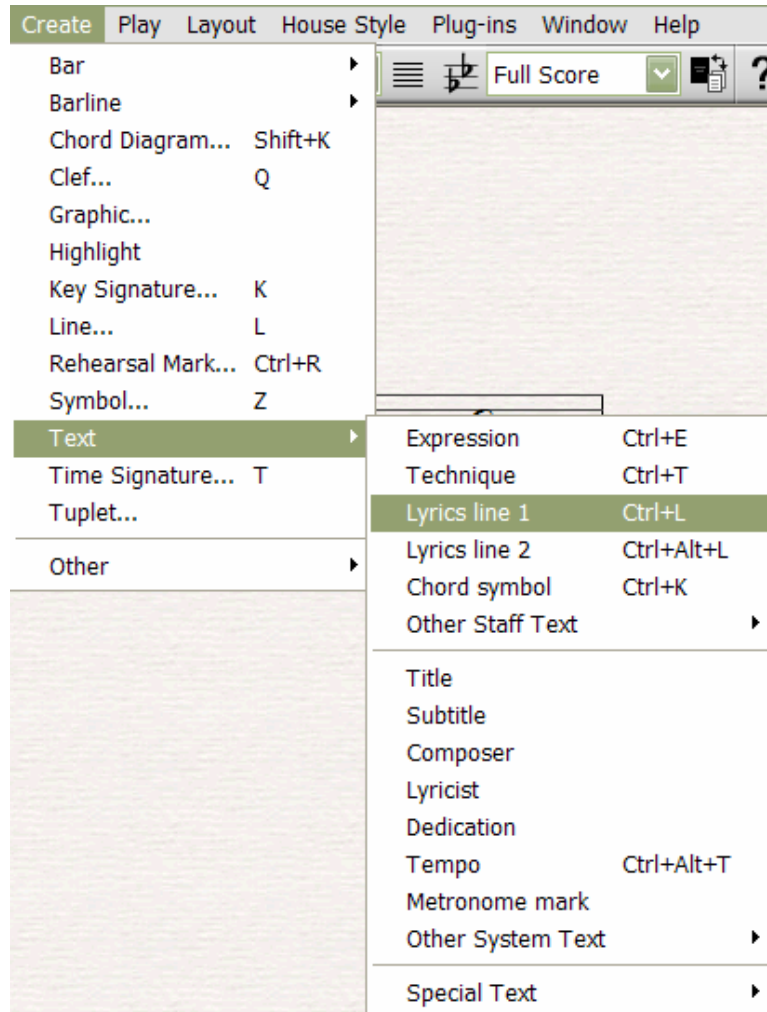 Create Play Layout House Style Plug-ins Window Help
Full Score ?
Bar
Barline
Chord Diagram... Shift+K
Clef... Q
Graphic...
Highlight
Key Signature... K
Line... L
Rehearsal Mark... Ctrl+R
Symbol... Z
Text
Time Signature... T
Tuplet...
Other
Expression Ctrl+E
Technique Ctrl+T
Lyrics line 1 Ctrl+L
Lyrics line 2 Ctrl+Alt+L
Chord symbol Ctrl+K
Other Staff Text
Title
Subtitle
Composer
Lyricist
Dedication
Tempo Ctrl+Alt+T
Metronome mark
Other System Text
Special Text